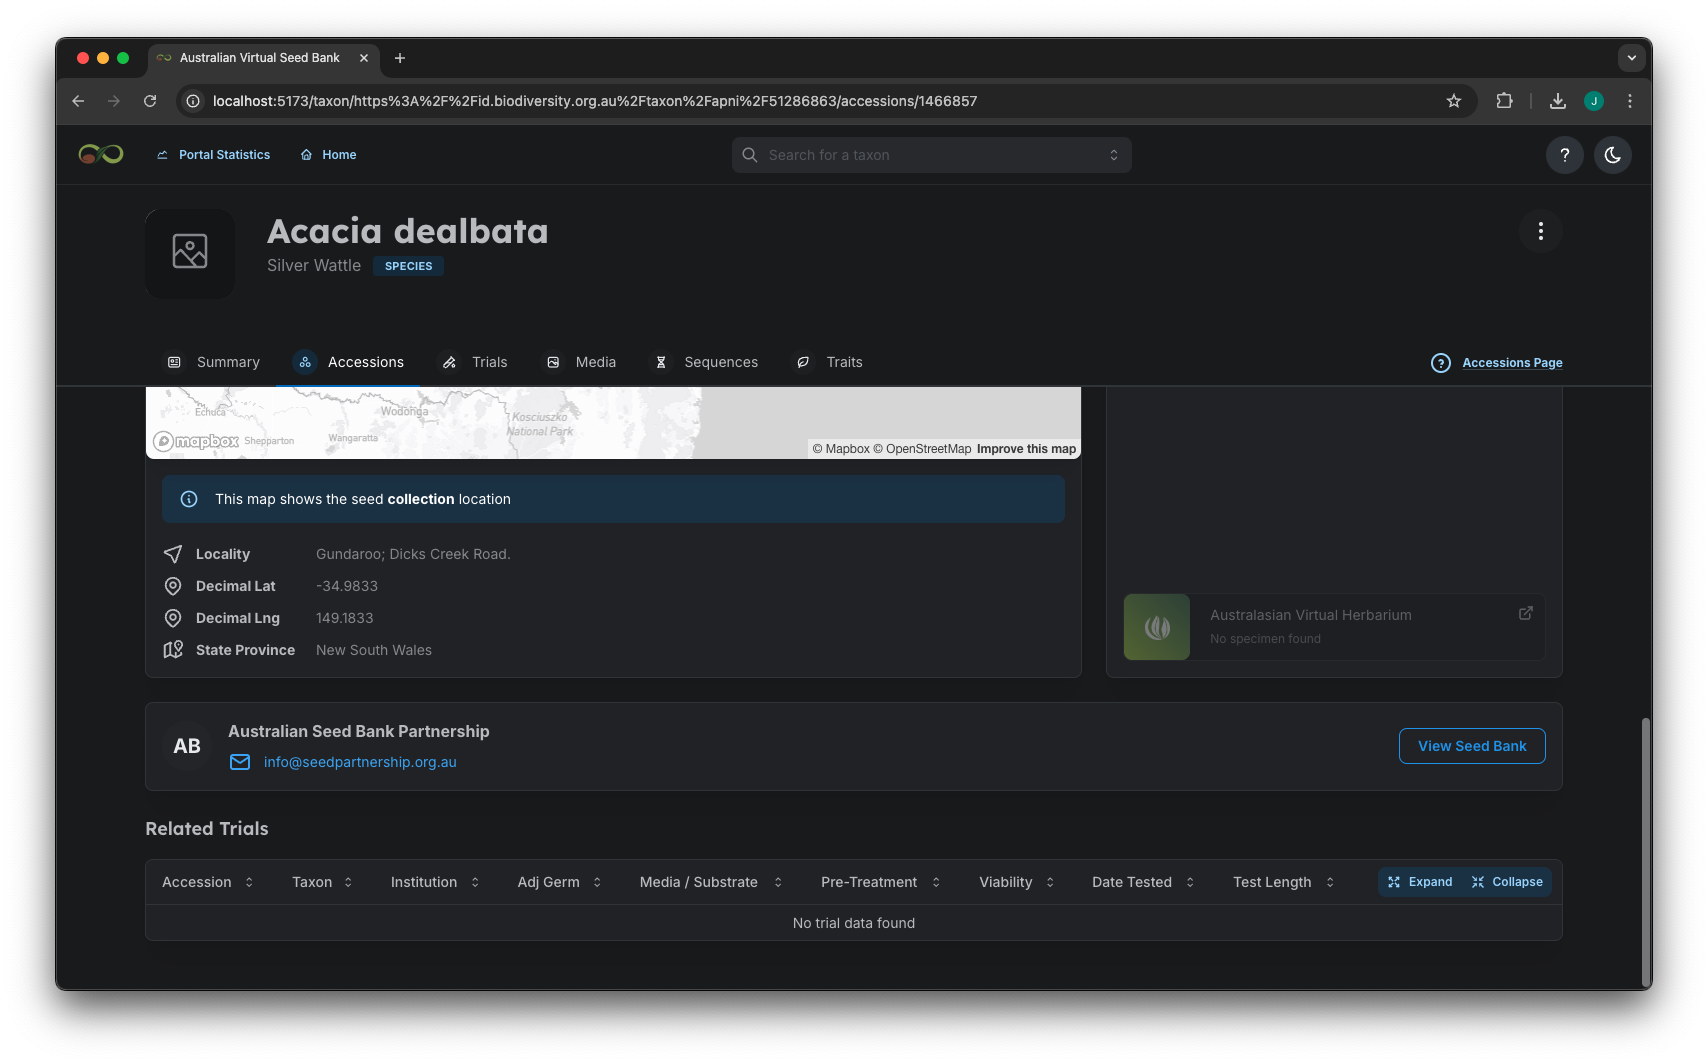 Australian Virtual Seed Bank
localhost:5173/taxon/https%3A%2F%2Fid.biodiversity.org.au%2Ftaxon%2Fapni%2F51286863/accessions/1466857
J
Portal Statistics
Home
Search for a taxon
?
Acacia dealbata
Silver Wattle
SPECIES
Summary
Accessions
Trials
Media
Sequences
Traits
? Accessions Page
Echuca
Wodonga
Kosciuszko
National Park
mapbox
Shepparton
Wangaratta
© Mapbox © OpenStreetMap Improve this map
This map shows the seed collection location
Locality Gundaroo; Dicks Creek Road.
Decimal Lat -34.9833
Decimal Lng 149.1833
State Province New South Wales
Australasian Virtual Herbarium
No specimen found
AB
Australian Seed Bank Partnership
info@seedpartnership.org.au
View Seed Bank
Related Trials
Accession Taxon Institution Adj Germ Media / Substrate Pre-Treatment Viability Date Tested Test Length Expand Collapse
No trial data found